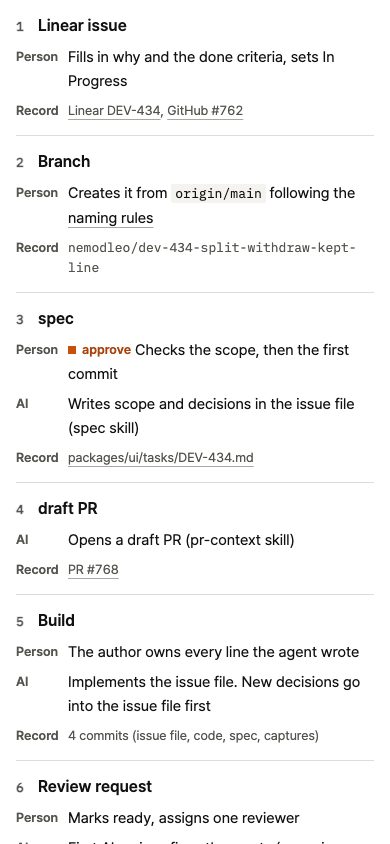 1 Linear issue
Person Fills in why and the done criteria, sets In
Progress
Record Linear DEV-434, GitHub #762
2 Branch
Person Creates it from origin/main following the
naming rules
Record nemodleo/dev-434-split-withdraw-kept-
line
3 spec
Person approve Checks the scope, then the first
commit
AI Writes scope and decisions in the issue file
(spec skill)
Record packages/ui/tasks/DEV-434.md
4 draft PR
AI Opens a draft PR (pr-context skill)
Record PR #768
5 Build
Person The author owns every line the agent wrote
AI Implements the issue file. New decisions go
into the issue file first
Record 4 commits (issue file, code, spec, captures)
6 Review request
Person Marks ready, assigns one reviewer